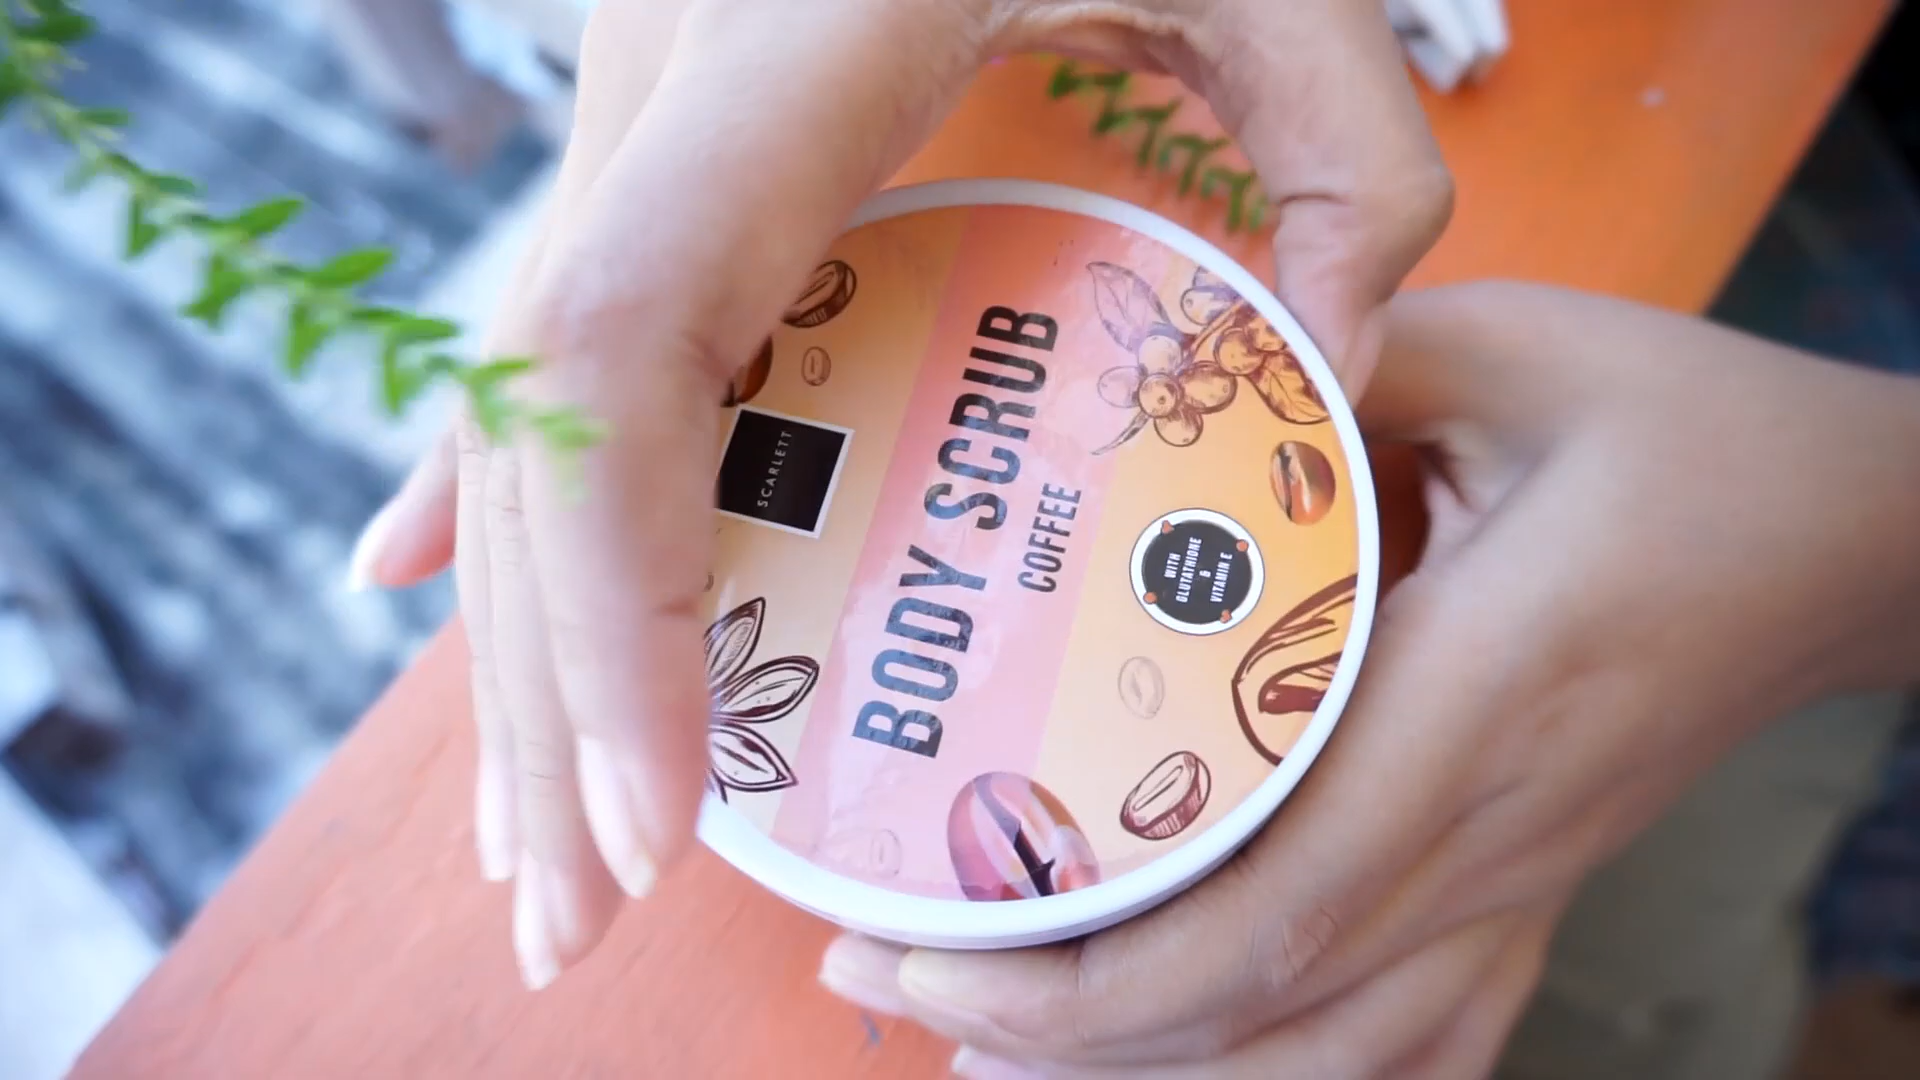 SCARLETT
BODY SCRUB
COFFEE
WITH
GLUTATHIONE
&
VITAMIN E